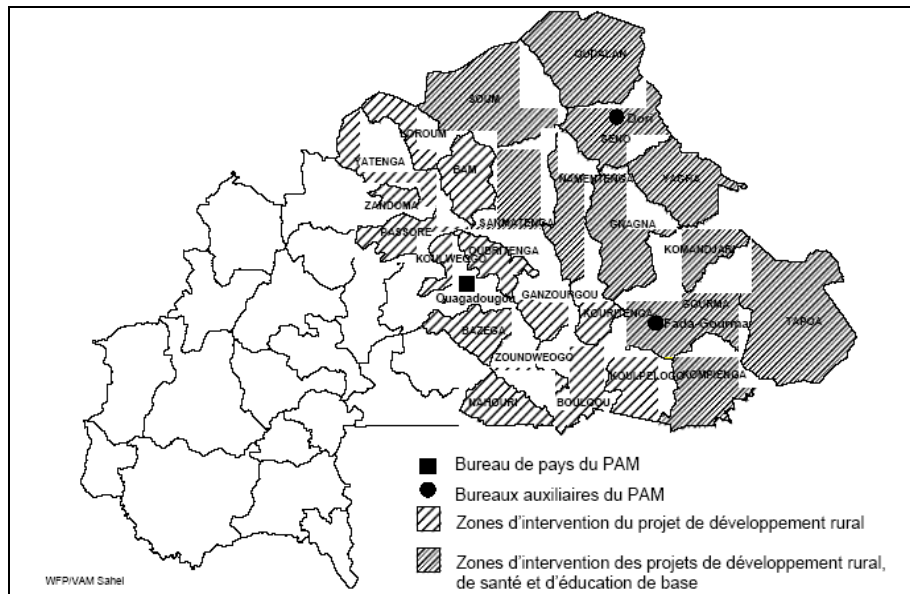 OUDALAN
SOUM
Dori
SENO
LOROUM
YATENGA
BAM
NAMENTENGA
YAGHA
ZANDOMA
SANMATENGA
GNAGNA
PASSORE
OUBRITENGA
KOMANDJARI
KOULWEOGO
Ouagadougou
GANZOURGOU
KOURITENGA
GOURMA
TAPOA
Fada-Gourma
BAZEGA
ZOUNDWEOGO
KOULPELOGO
KOMPIENGA
NAHOURI
BOULGOU
Bureau de pays du PAM
Bureaux auxiliaires du PAM
Zones d'intervention du projet de développement rural
Zones d'intervention des projets de développement rural,
de santé et d'éducation de base
WFP/VAM Sahel